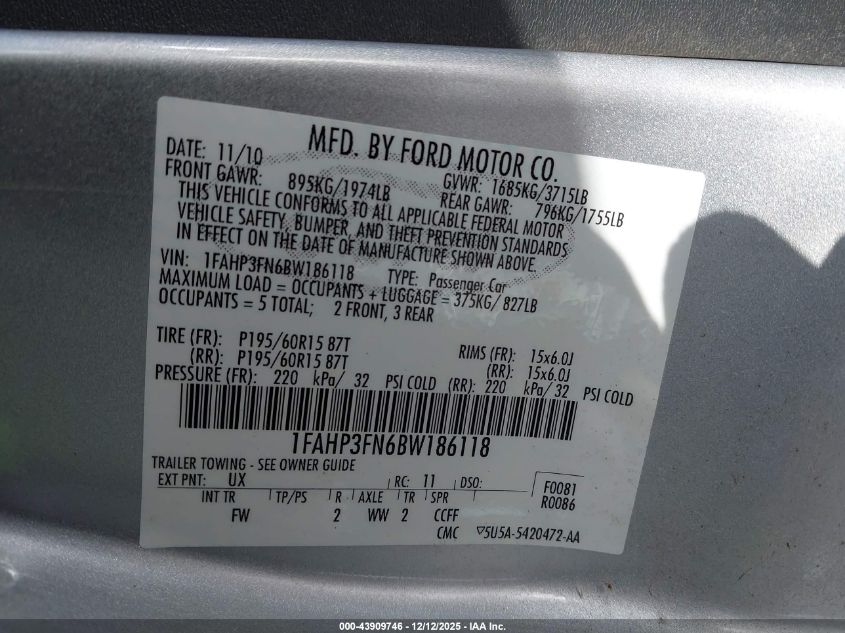 MFD. BY FORD MOTOR CO.
DATE: 11/10 GVWR: 1685KG/3715LB
FRONT GAWR: 895KG/1974LB REAR GAWR: 796KG/1755LB
THIS VEHICLE CONFORMS TO ALL APPLICABLE FEDERAL MOTOR
VEHICLE SAFETY, BUMPER, AND THEFT PREVENTION STANDARDS
IN EFFECT ON THE DATE OF MANUFACTURE SHOWN ABOVE.
VIN: 1FAHP3FN6BW186118 TYPE: Passenger Car
MAXIMUM LOAD = OCCUPANTS + LUGGAGE = 375KG/ 827LB
OCCUPANTS = 5 TOTAL; 2 FRONT, 3 REAR
TIRE (FR): P195/60R15 87T RIMS (FR): 15x6.0J
(RR): P195/60R15 87T (RR): 15x6.0J
PRESSURE (FR): 220 kPa/ 32 PSI COLD (RR): 220 kPa/ 32 PSI COLD
1FAHP3FN6BW186118
TRAILER TOWING - SEE OWNER GUIDE
EXT PNT: UX RC: 11 DSO: F0081
INT TR TP/PS R AXLE TR SPR R0086
FW 2 WW 2 CCFF
CMC ▽5U5A-5420472-AA
000-43909746 - 12/12/2025 - IAA Inc.